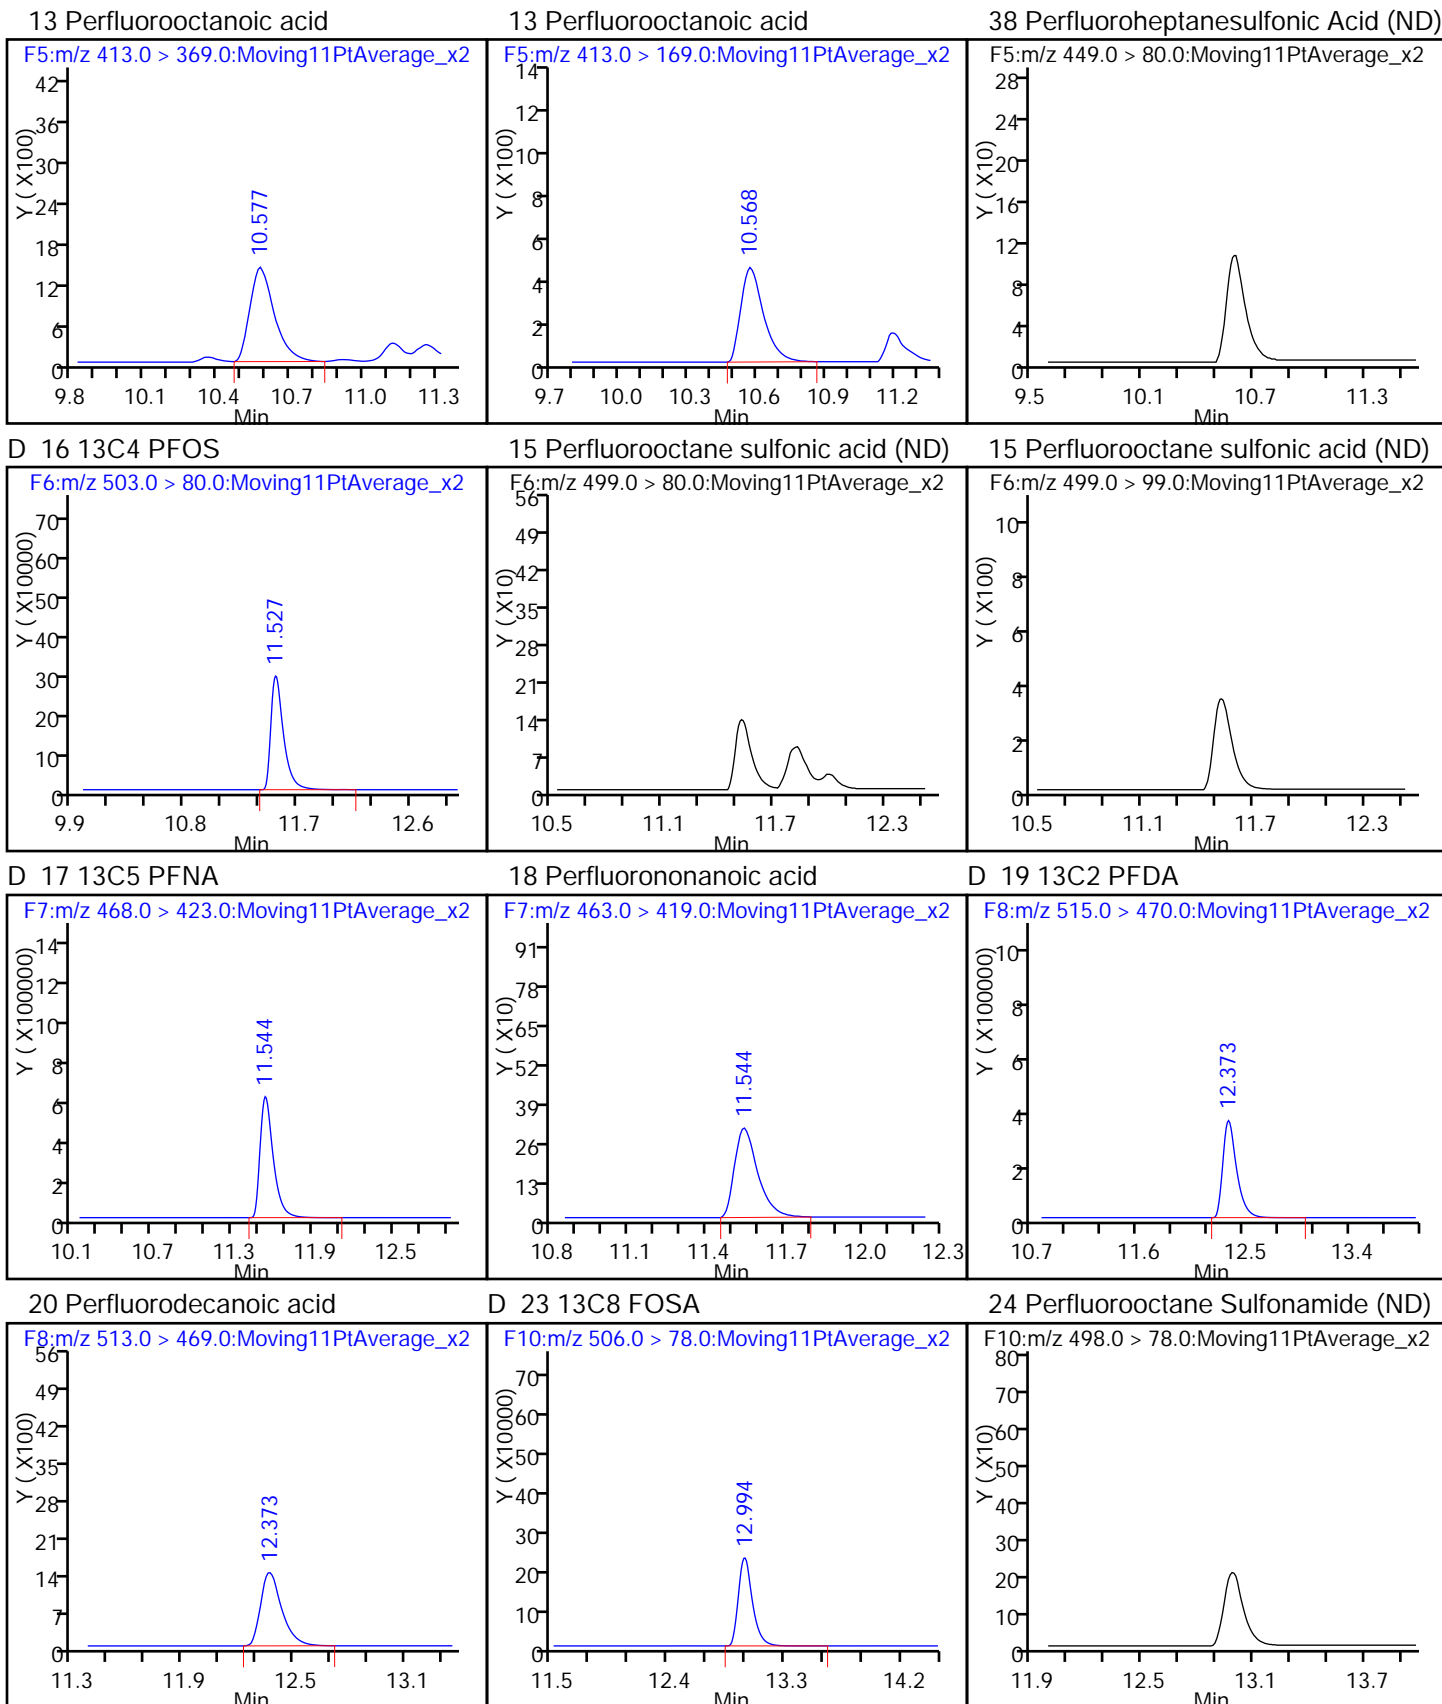 13 Perfluorooctanoic acid
F5:m/z 413.0 > 369.0:Moving11PtAverage_x2
Y ( X100)
42
36
30
24
18
12
6
0
10.577
9.8 10.1 10.4 10.7 11.0 11.3
Min
13 Perfluorooctanoic acid
F5:m/z 413.0 > 169.0:Moving11PtAverage_x2
Y ( X100)
14
12
10
8
6
4
2
0
10.568
9.7 10.0 10.3 10.6 10.9 11.2
Min
38 Perfluoroheptanesulfonic Acid (ND)
F5:m/z 449.0 > 80.0:Moving11PtAverage_x2
Y ( X10)
28
24
20
16
12
8
4
0
9.5 10.1 10.7 11.3
Min
D 16 13C4 PFOS
F6:m/z 503.0 > 80.0:Moving11PtAverage_x2
Y ( X10000)
70
60
50
40
30
20
10
0
11.527
9.9 10.8 11.7 12.6
Min
15 Perfluorooctane sulfonic acid (ND)
F6:m/z 499.0 > 80.0:Moving11PtAverage_x2
Y ( X10)
56
49
42
35
28
21
14
7
0
10.5 11.1 11.7 12.3
Min
15 Perfluorooctane sulfonic acid (ND)
F6:m/z 499.0 > 99.0:Moving11PtAverage_x2
Y ( X100)
10
8
6
4
2
0
10.5 11.1 11.7 12.3
Min
D 17 13C5 PFNA
F7:m/z 468.0 > 423.0:Moving11PtAverage_x2
Y ( X100000)
14
12
10
8
6
4
2
0
11.544
10.1 10.7 11.3 11.9 12.5
Min
18 Perfluorononanoic acid
F7:m/z 463.0 > 419.0:Moving11PtAverage_x2
Y ( X10)
91
78
65
52
39
26
13
0
11.544
10.8 11.1 11.4 11.7 12.0 12.3
Min
D 19 13C2 PFDA
F8:m/z 515.0 > 470.0:Moving11PtAverage_x2
Y ( X100000)
10
8
6
4
2
0
12.373
10.7 11.6 12.5 13.4
Min
20 Perfluorodecanoic acid
F8:m/z 513.0 > 469.0:Moving11PtAverage_x2
Y ( X100)
56
49
42
35
28
21
14
7
0
12.373
11.3 11.9 12.5 13.1
Min
D 23 13C8 FOSA
F10:m/z 506.0 > 78.0:Moving11PtAverage_x2
Y ( X10000)
70
60
50
40
30
20
10
0
12.994
11.5 12.4 13.3 14.2
Min
24 Perfluorooctane Sulfonamide (ND)
F10:m/z 498.0 > 78.0:Moving11PtAverage_x2
Y ( X10)
80
70
60
50
40
30
20
10
0
11.9 12.5 13.1 13.7
Min